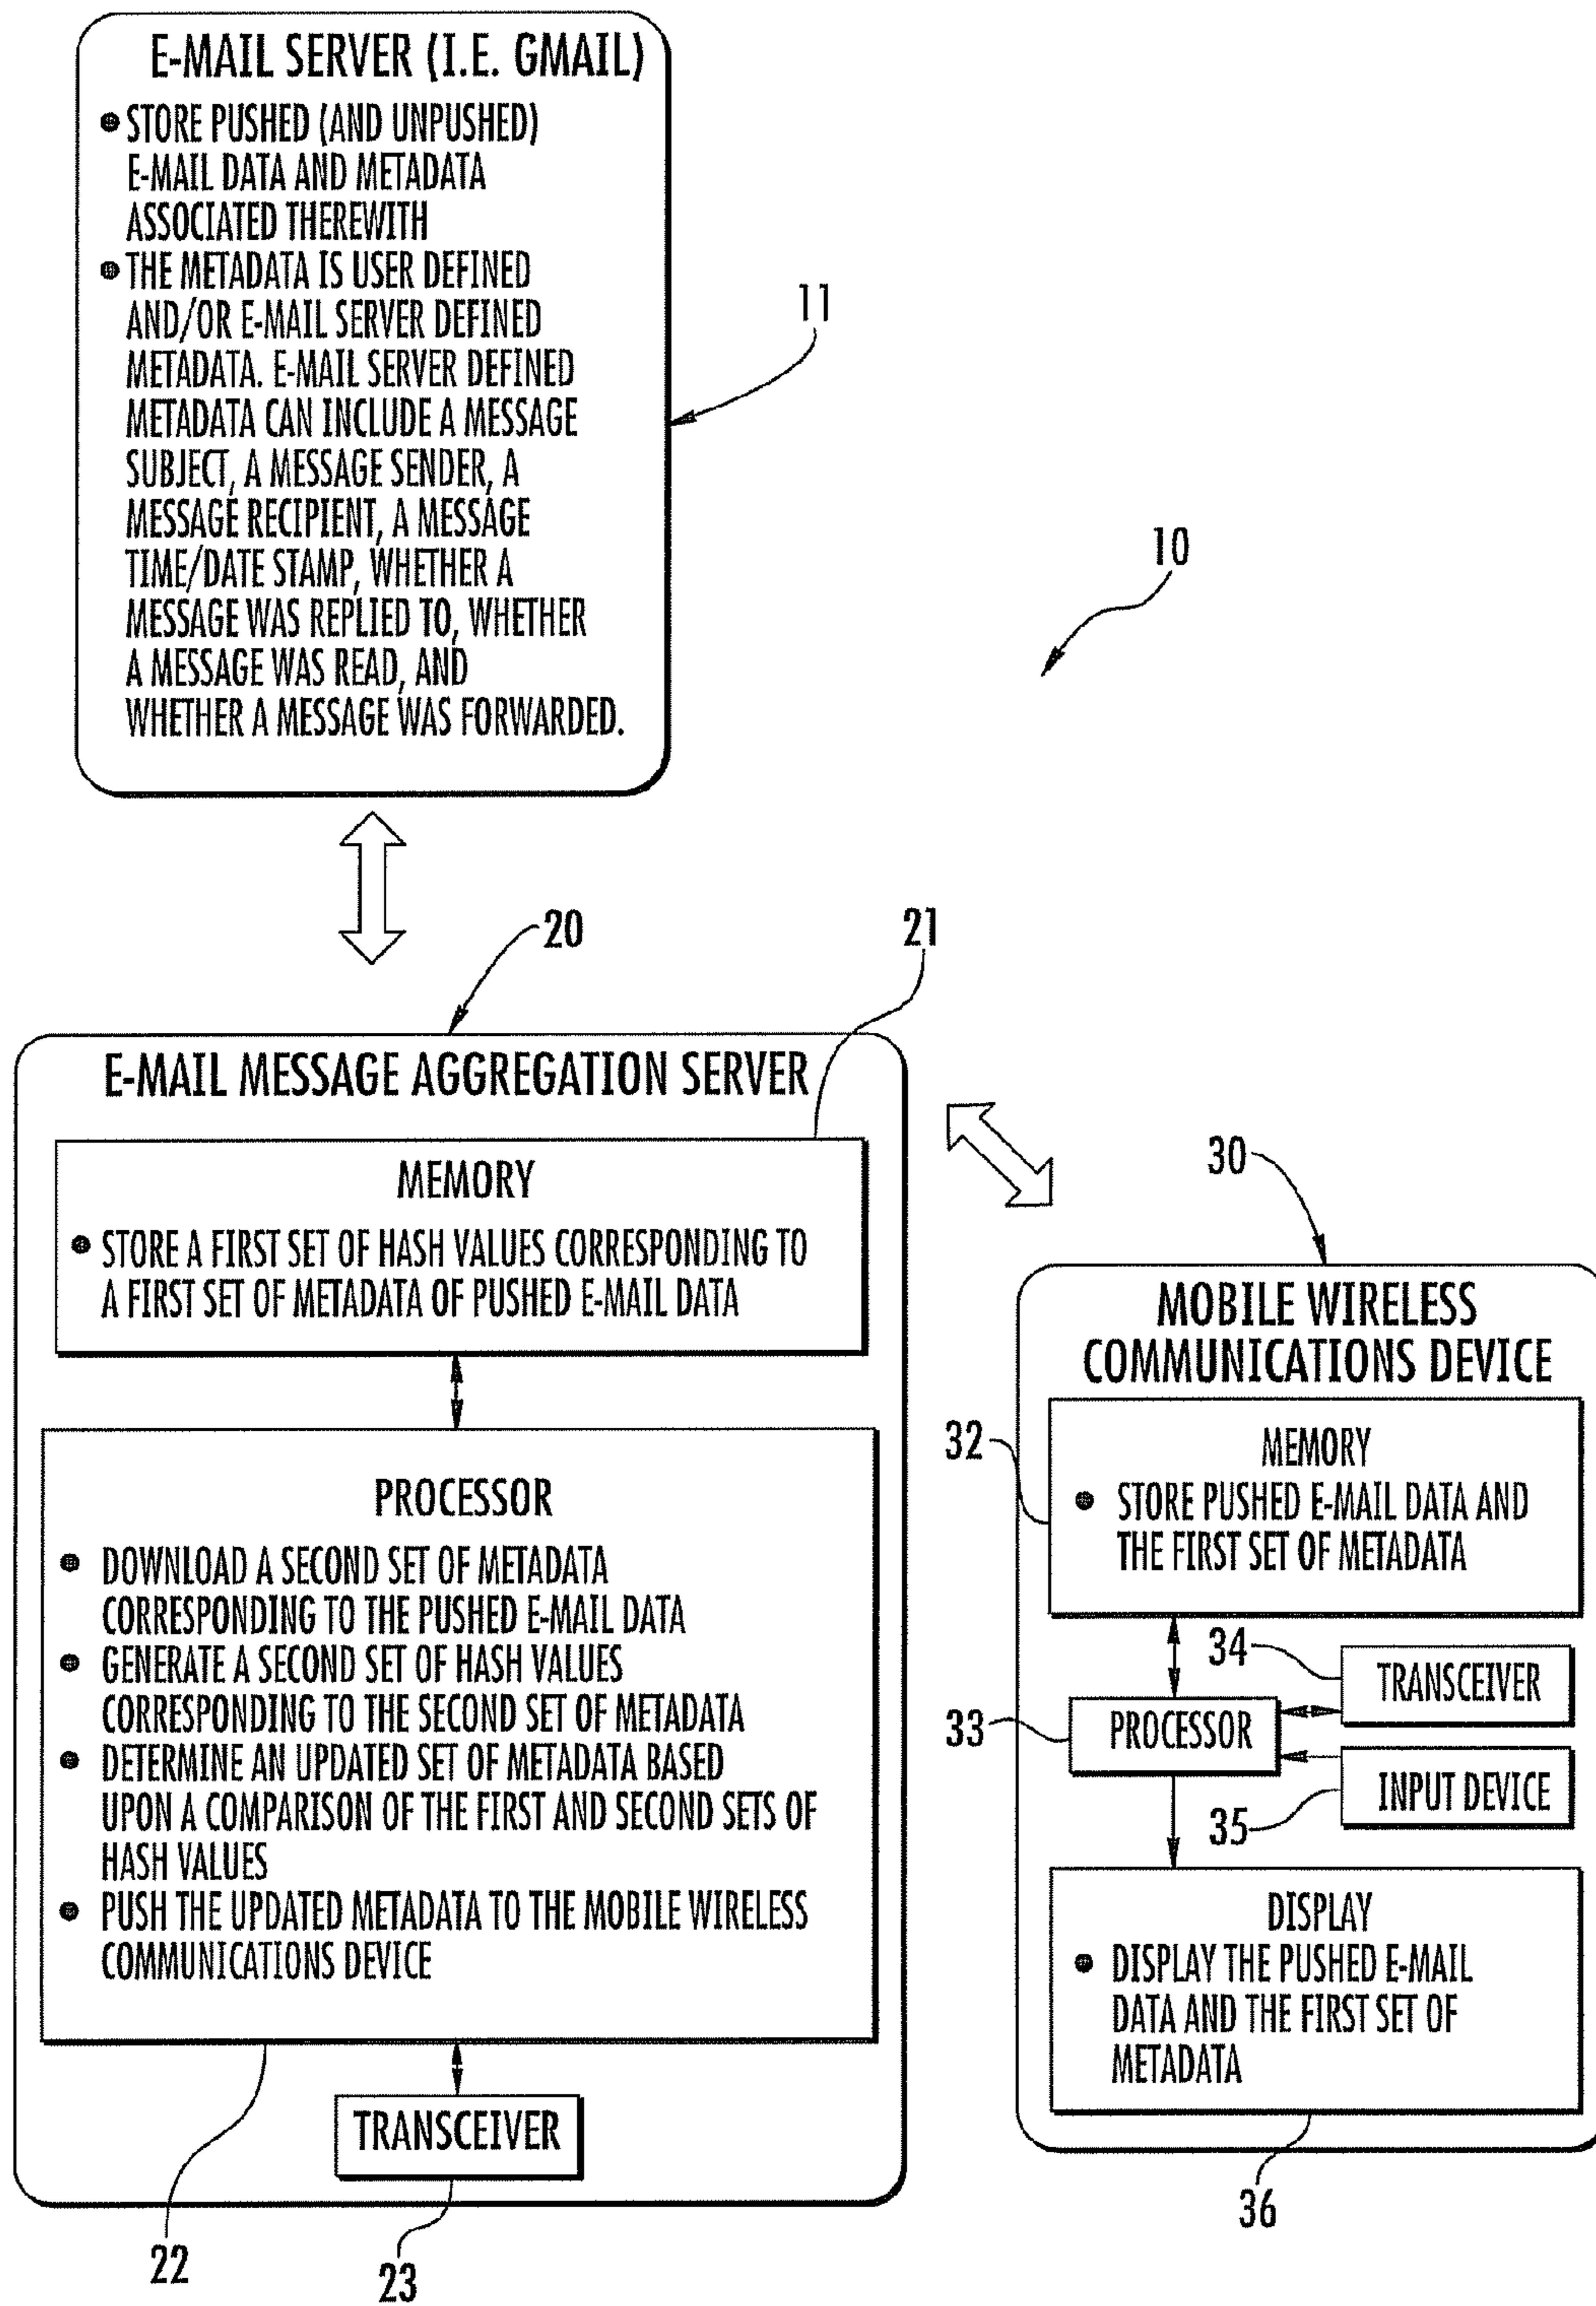 E-MAIL SERVER (I.E. GMAIL)
● STORE PUSHED (AND UNPUSHED)
E-MAIL DATA AND METADATA
ASSOCIATED THEREWITH
● THE METADATA IS USER DEFINED
AND/OR E-MAIL SERVER DEFINED
METADATA. E-MAIL SERVER DEFINED
METADATA CAN INCLUDE A MESSAGE
SUBJECT, A MESSAGE SENDER, A
MESSAGE RECIPIENT, A MESSAGE
TIME/DATE STAMP, WHETHER A
MESSAGE WAS REPLIED TO, WHETHER
A MESSAGE WAS READ, AND
WHETHER A MESSAGE WAS FORWARDED.
11
10
20
21
E-MAIL MESSAGE AGGREGATION SERVER
MEMORY
● STORE A FIRST SET OF HASH VALUES CORRESPONDING TO
A FIRST SET OF METADATA OF PUSHED E-MAIL DATA
PROCESSOR
● DOWNLOAD A SECOND SET OF METADATA
CORRESPONDING TO THE PUSHED E-MAIL DATA
● GENERATE A SECOND SET OF HASH VALUES
CORRESPONDING TO THE SECOND SET OF METADATA
● DETERMINE AN UPDATED SET OF METADATA BASED
UPON A COMPARISON OF THE FIRST AND SECOND SETS OF
HASH VALUES
● PUSH THE UPDATED METADATA TO THE MOBILE WIRELESS
COMMUNICATIONS DEVICE
TRANSCEIVER
22
23
30
MOBILE WIRELESS
COMMUNICATIONS DEVICE
32
MEMORY
● STORE PUSHED E-MAIL DATA AND
THE FIRST SET OF METADATA
34
TRANSCEIVER
33
PROCESSOR
INPUT DEVICE
35
DISPLAY
● DISPLAY THE PUSHED E-MAIL
DATA AND THE FIRST SET OF
METADATA
36